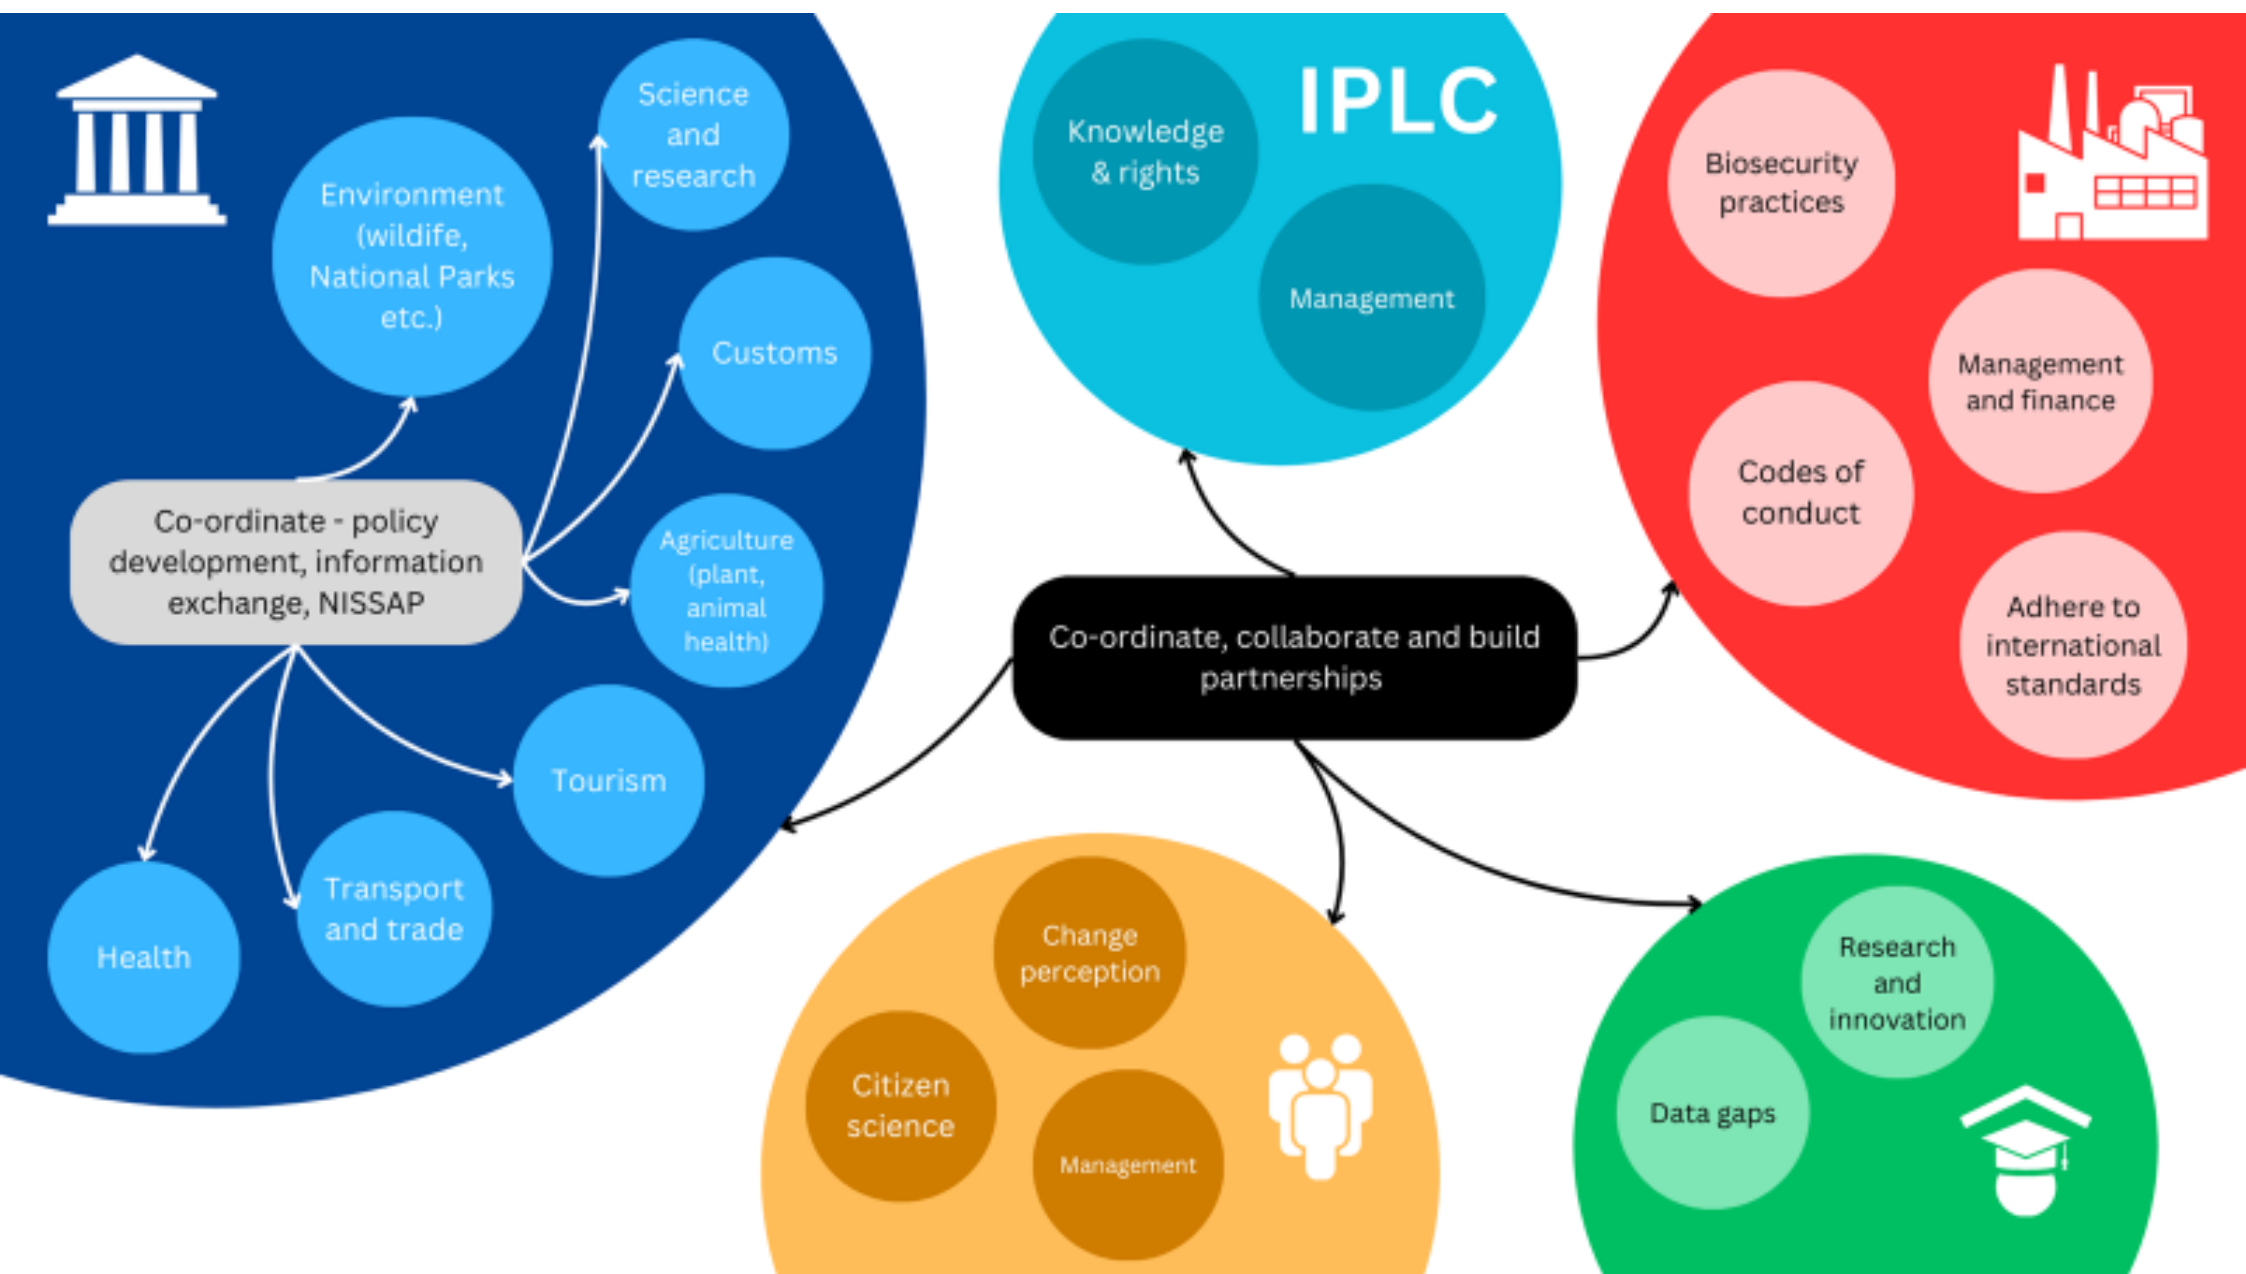 Science
and
research
Environment
(wildife,
National Parks
etc.)
Customs
Co-ordinate - policy
development, information
exchange, NISSAP
Agriculture
(plant,
animal
health)
Tourism
Transport
and trade
Health
IPLC
Knowledge
& rights
Management
Biosecurity
practices
Management
and finance
Codes of
conduct
Adhere to
international
standards
Co-ordinate, collaborate and build
partnerships
Change
perception
Citizen
science
Management
Research
and
innovation
Data gaps